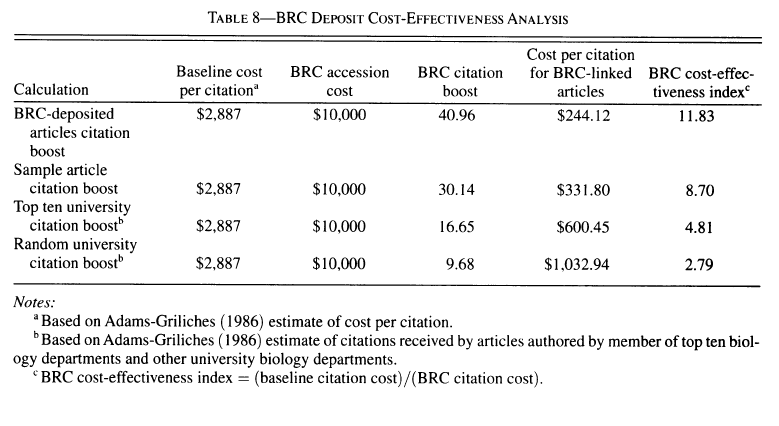 TABLE 8—BRC DEPOSIT COST-EFFECTIVENESS ANALYSIS
Cost per citation
Baseline cost BRC accession BRC citation for BRC-linked BRC cost-effec-
Calculation per citationᵃ cost boost articles tiveness indexᶜ
BRC-deposited $2,887 $10,000 40.96 $244.12 11.83
articles citation
boost
Sample article
citation boost $2,887 $10,000 30.14 $331.80 8.70
Top ten university
citation boostᵇ $2,887 $10,000 16.65 $600.45 4.81
Random university
citation boostᵇ $2,887 $10,000 9.68 $1,032.94 2.79
Notes:
ᵃ Based on Adams-Griliches (1986) estimate of cost per citation.
ᵇ Based on Adams-Griliches (1986) estimate of citations received by articles authored by member of top ten biol-
ogy departments and other university biology departments.
ᶜ BRC cost-effectiveness index = (baseline citation cost)/(BRC citation cost).